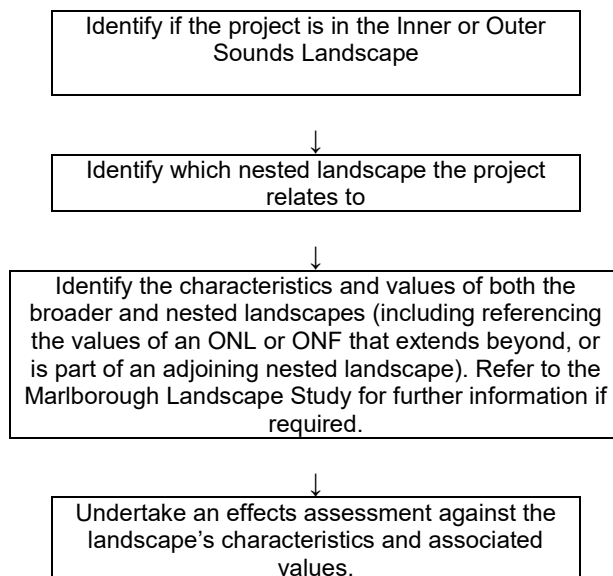 Identify if the project is in the Inner or Outer
Sounds Landscape
↓
Identify which nested landscape the project
relates to
↓
Identify the characteristics and values of both the
broader and nested landscapes (including referencing
the values of an ONL or ONF that extends beyond, or
is part of an adjoining nested landscape). Refer to the
Marlborough Landscape Study for further information if
required.
↓
Undertake an effects assessment against the
landscape's characteristics and associated
values.